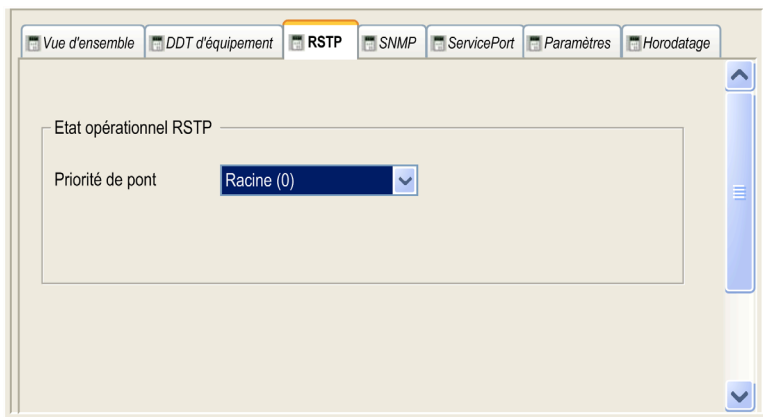 Vue d'ensemble DDT d'équipement RSTP SNMP ServicePort Paramètres Horodatage
Etat opérationnel RSTP
Priorité de pont Racine (0)